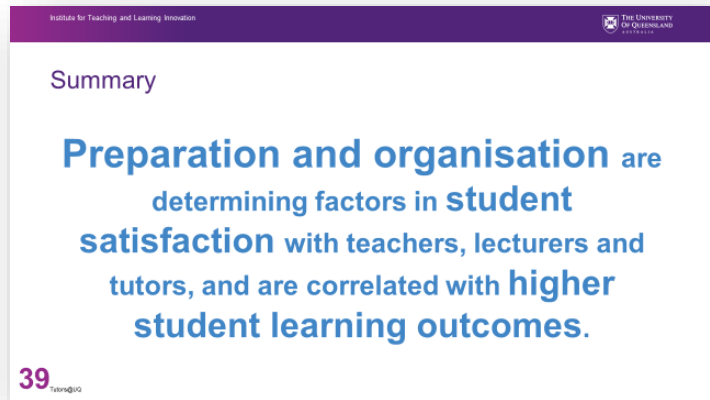 Institute for Teaching and Learning Innovation
THE UNIVERSITY
OF QUEENSLAND
AUSTRALIA
Summary
Preparation and organisation are
determining factors in student
satisfaction with teachers, lecturers and
tutors, and are correlated with higher
student learning outcomes.
39 Tutors@UQ